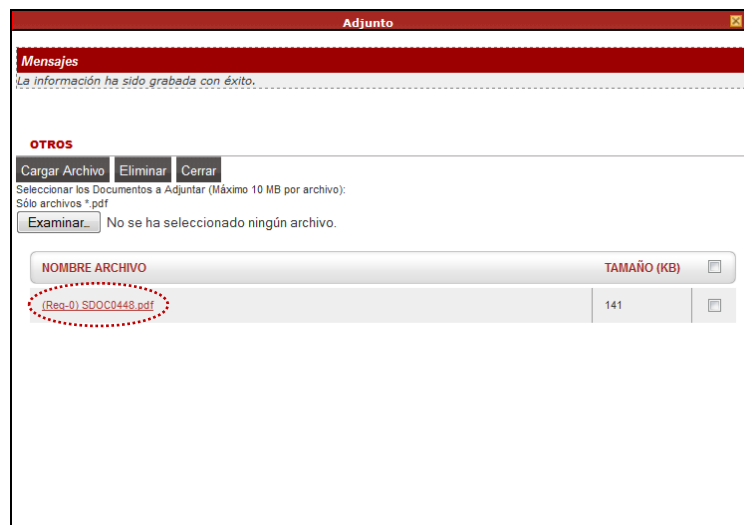 Adjunto
Mensajes
La información ha sido grabada con éxito.
OTROS
Cargar Archivo Eliminar Cerrar
Seleccionar los Documentos a Adjuntar (Máximo 10 MB por archivo):
Sólo archivos *.pdf
Examinar... No se ha seleccionado ningún archivo.
NOMBRE ARCHIVO TAMAÑO (KB)
(Req-0) SDOC0448.pdf 141